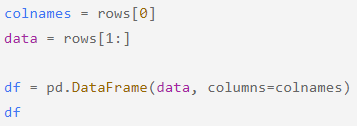 colnames = rows[0]
data = rows[1:]
df = pd.DataFrame(data, columns=colnames)
df